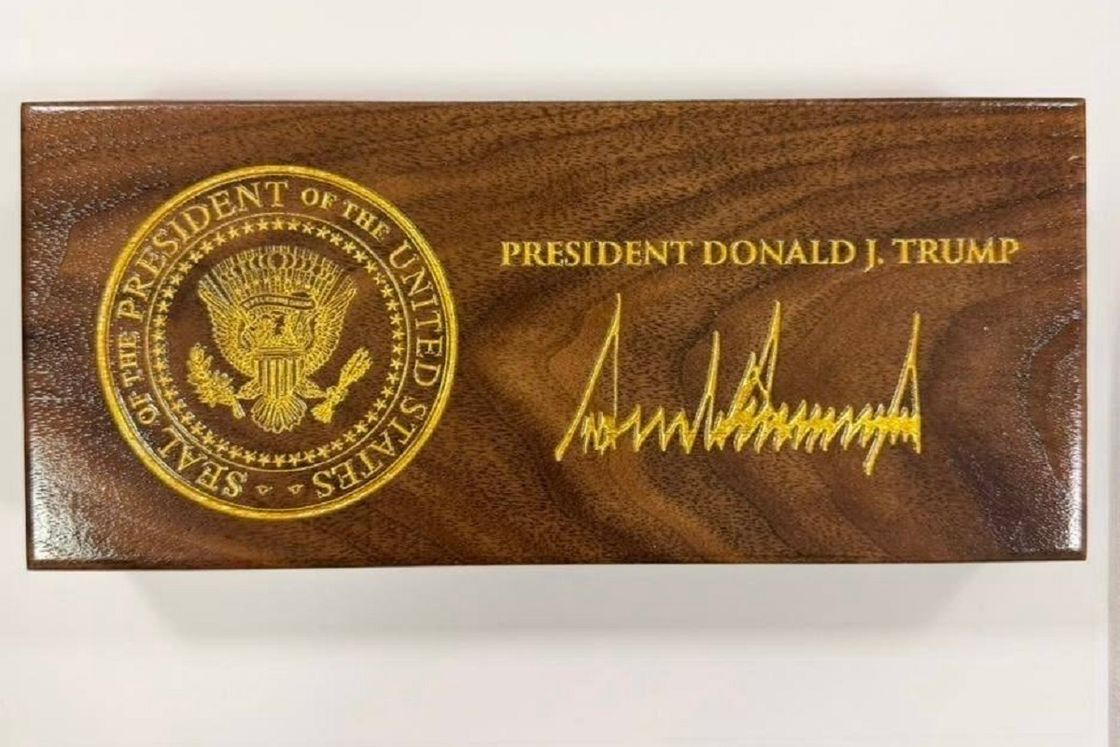 SEAL OF THE PRESIDENT OF THE UNITED STATES
PRESIDENT DONALD J. TRUMP